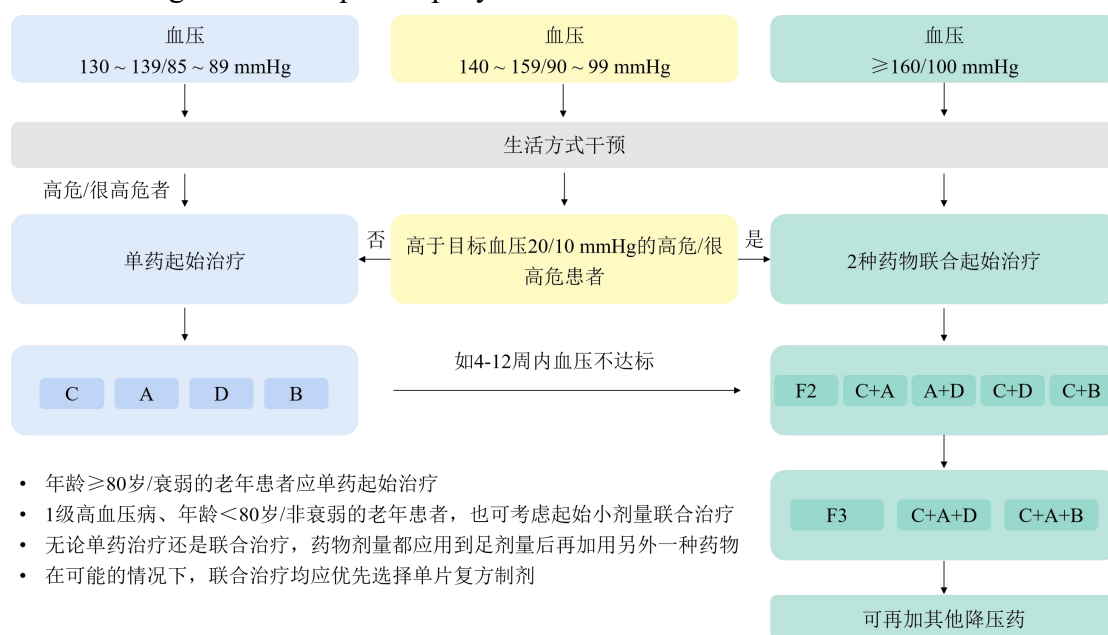 血压
130 ~ 139/85 ~ 89 mmHg
血压
140 ~ 159/90 ~ 99 mmHg
血压
≥160/100 mmHg
生活方式干预
高危/很高危者
单药起始治疗
否
高于目标血压20/10 mmHg的高危/很
高危患者
是
2种药物联合起始治疗
C A D B
如4-12周内血压不达标
F2 C+A A+D C+D C+B
F3 C+A+D C+A+B
可再加其他降压药
• 年龄≥80岁/衰弱的老年患者应单药起始治疗
• 1级高血压病、年龄<80岁/非衰弱的老年患者，也可考虑起始小剂量联合治疗
• 无论单药治疗还是联合治疗，药物剂量都应用到足剂量后再加用另外一种药物
• 在可能的情况下，联合治疗均应优先选择单片复方制剂